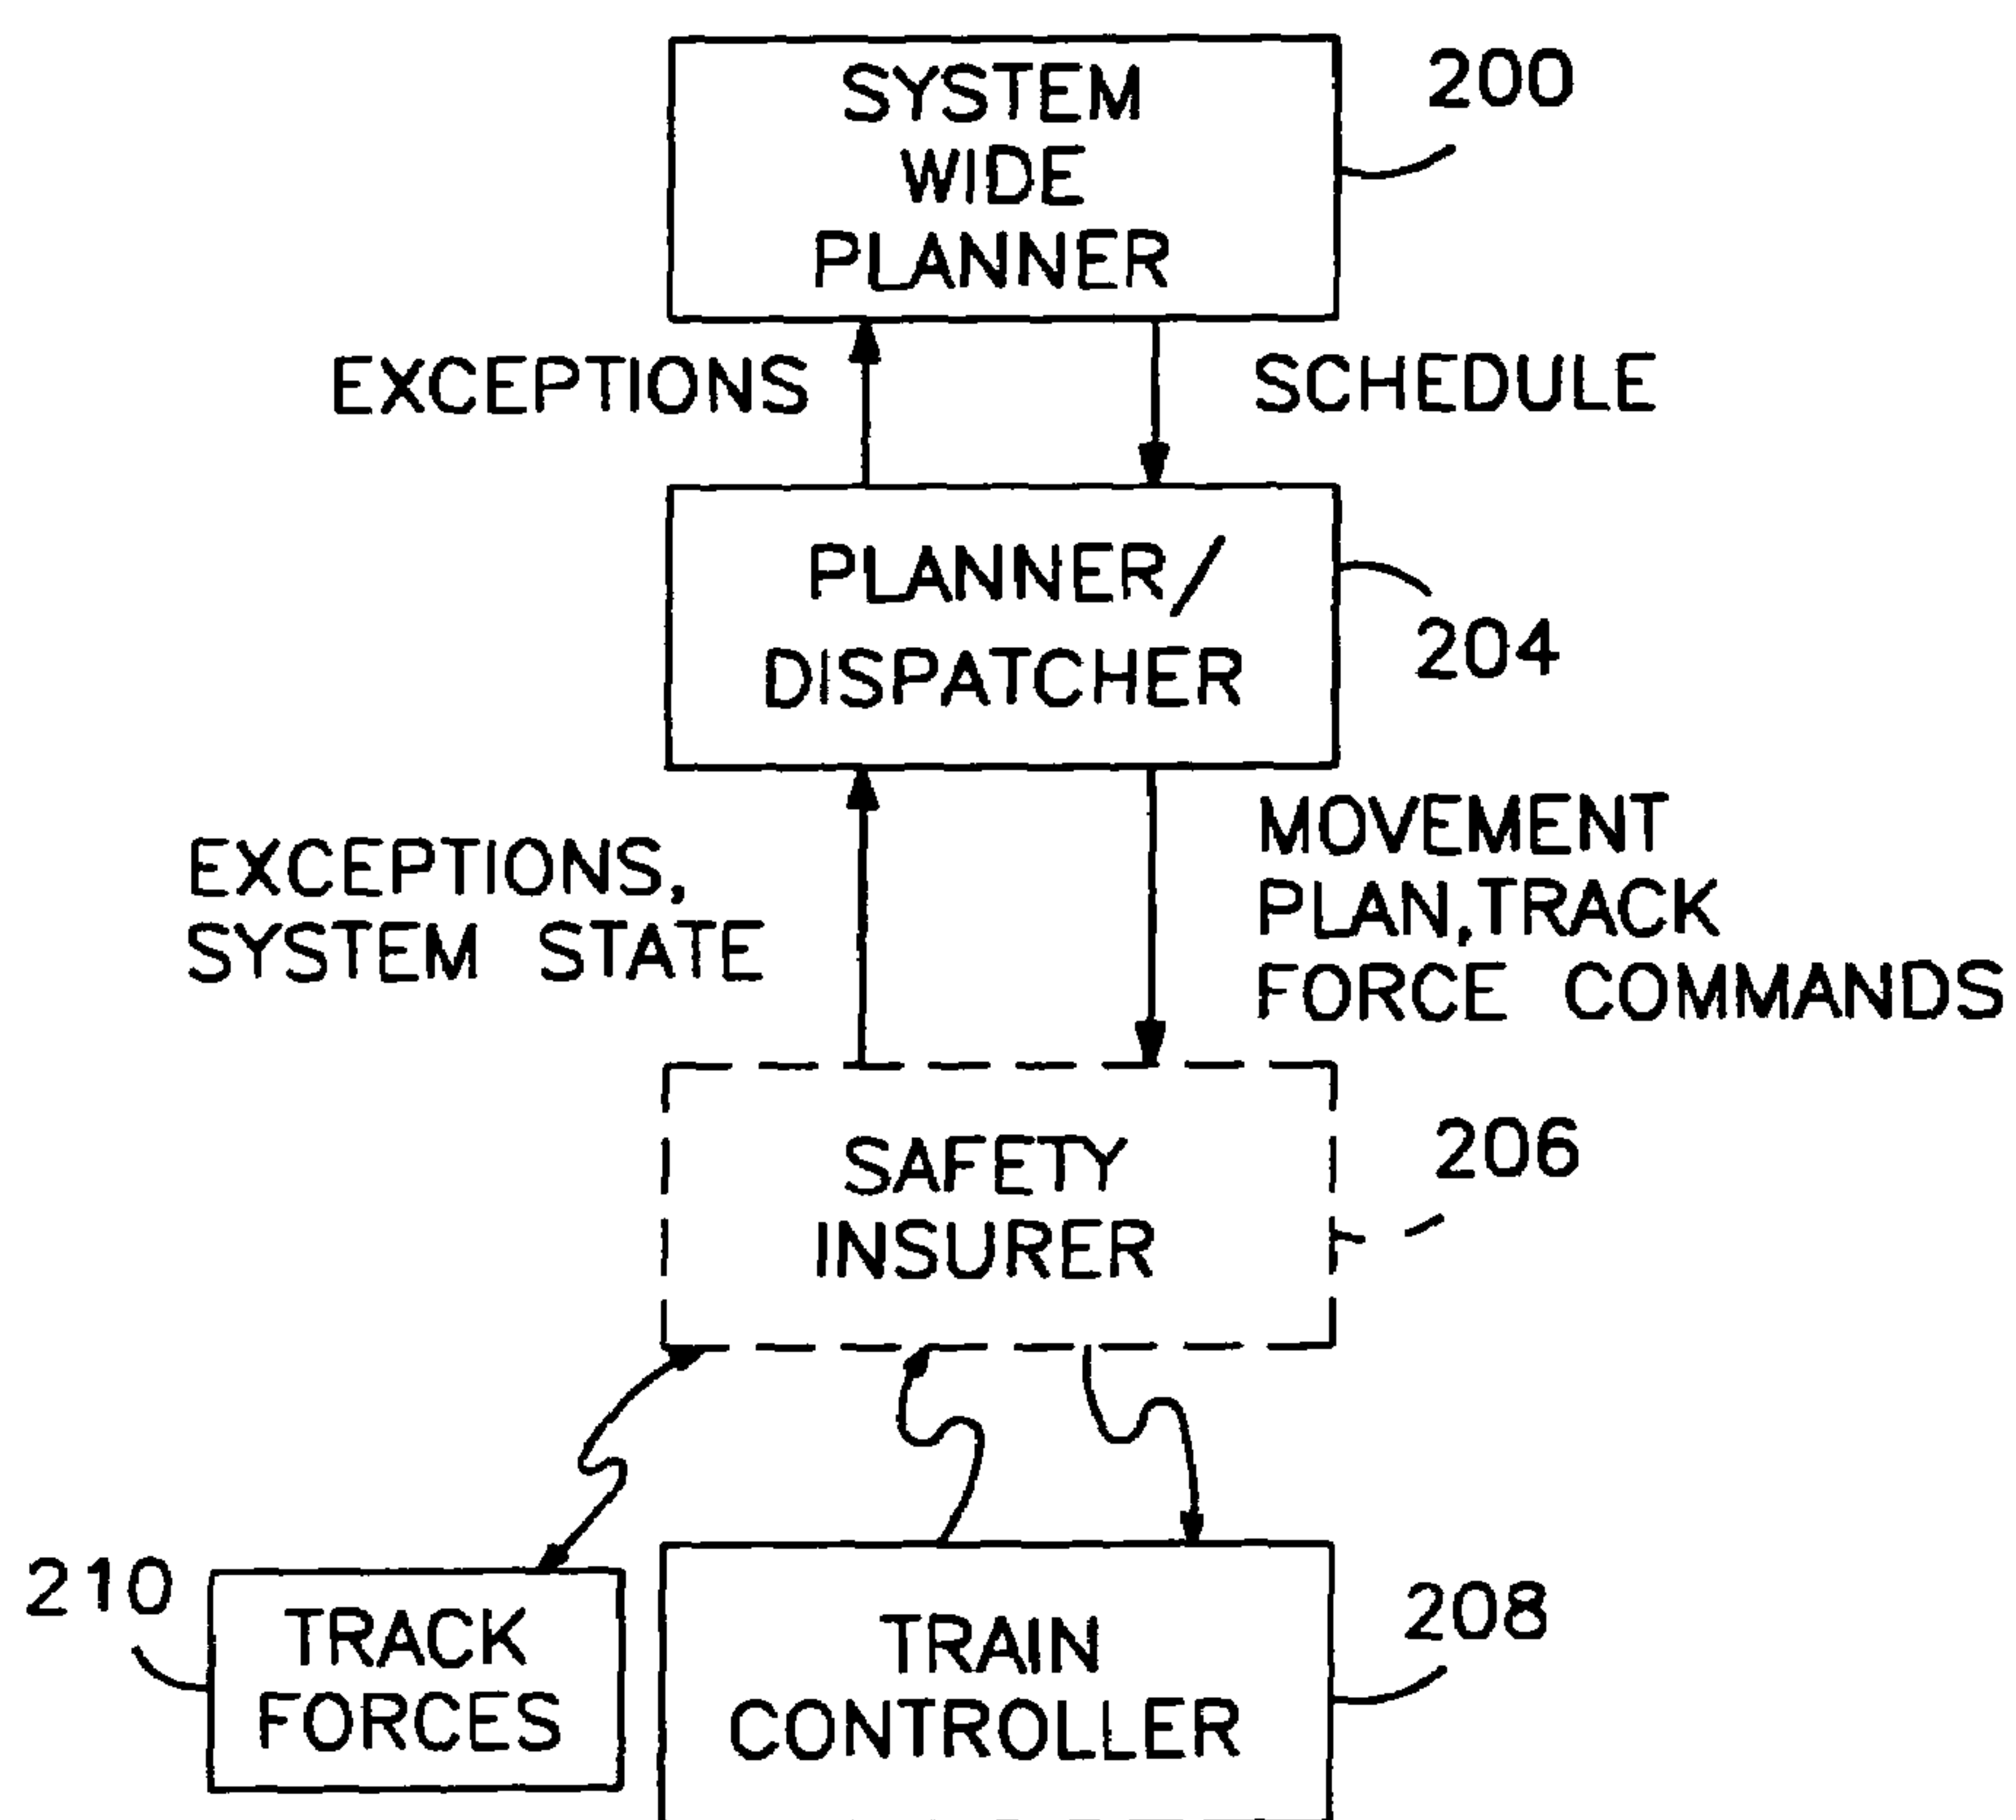 SYSTEM
WIDE
PLANNER
200
EXCEPTIONS
SCHEDULE
PLANNER/
DISPATCHER
204
EXCEPTIONS,
SYSTEM STATE
MOVEMENT
PLAN,TRACK
FORCE COMMANDS
SAFETY
INSURER
206
210
TRACK
FORCES
TRAIN
CONTROLLER
208